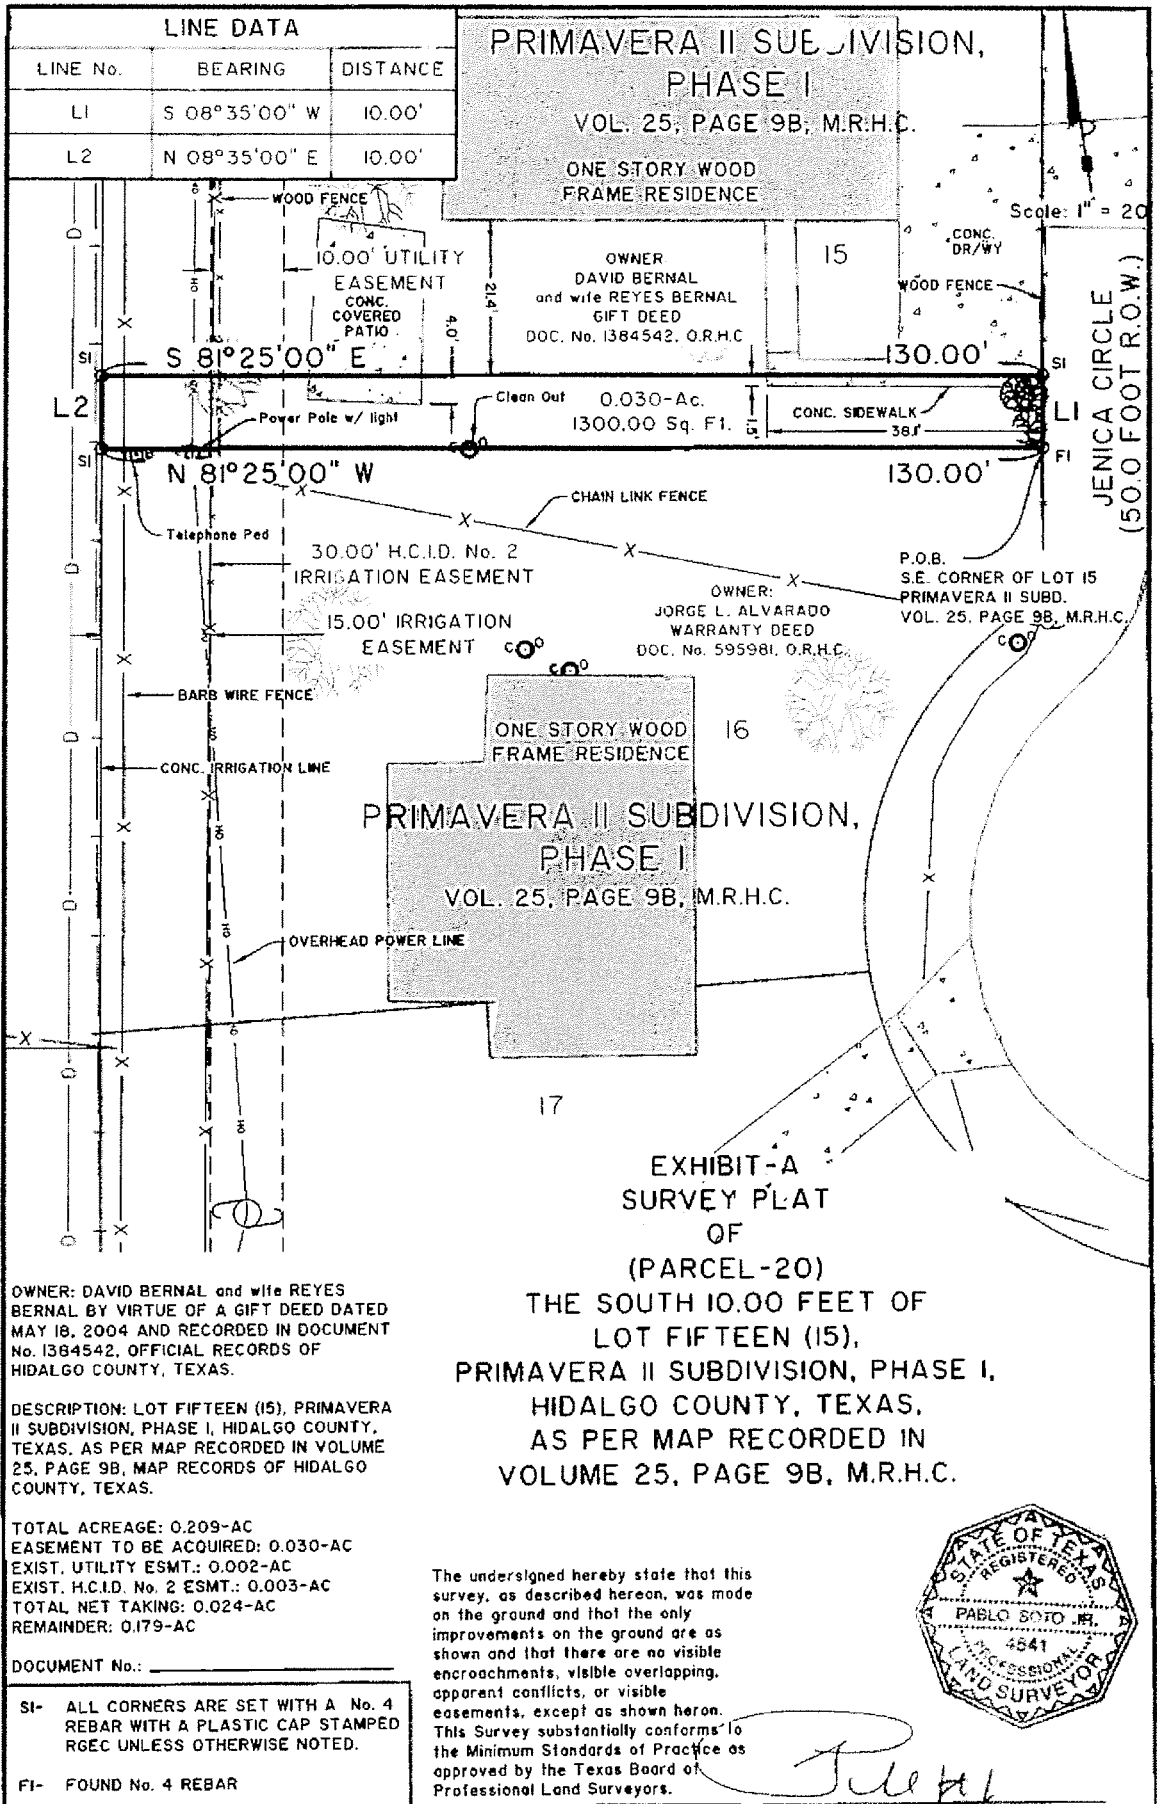 LINE DATA
LINE No. BEARING DISTANCE
L1 S 08°35'00" W 10.00'
L2 N 08°35'00" E 10.00'
PRIMAVERA II SUBDIVISION,
PHASE I
VOL. 25, PAGE 9B, M.R.H.C.
ONE STORY WOOD
FRAME RESIDENCE
Scale: 1" = 20
WOOD FENCE
10.00' UTILITY
EASEMENT
CONC.
COVERED
PATIO
4.0'
21.4'
OWNER
DAVID BERNAL
and wife REYES BERNAL
GIFT DEED
DOC. No. 1384542, O.R.H.C
15
CONC.
DR/WY
WOOD FENCE
JENICA CIRCLE
(50.0 FOOT R.O.W.)
SI
S 81°25'00" E
130.00'
SI
L2
Power Pole w/ light
Clean Out
0.030-Ac.
1300.00 Sq. Ft.
1.5'
CONC. SIDEWALK
38.1'
L1
SI
N 81°25'00" W
130.00'
FI
Telephone Ped
CHAIN LINK FENCE
30.00' H.C.I.D. No. 2
IRRIGATION EASEMENT
15.00' IRRIGATION
EASEMENT
P.O.B.
S.E. CORNER OF LOT 15
PRIMAVERA II SUBD.
VOL. 25, PAGE 9B, M.R.H.C.
OWNER:
JORGE L. ALVARADO
WARRANTY DEED
DOC. No. 595981, O.R.H.C.
BARB WIRE FENCE
CONC. IRRIGATION LINE
ONE STORY WOOD
FRAME RESIDENCE
16
PRIMAVERA II SUBDIVISION,
PHASE I
VOL. 25, PAGE 9B, M.R.H.C.
OVERHEAD POWER LINE
17
EXHIBIT-A
SURVEY PLAT
OF
(PARCEL-20)
THE SOUTH 10.00 FEET OF
LOT FIFTEEN (15),
PRIMAVERA II SUBDIVISION, PHASE I,
HIDALGO COUNTY, TEXAS,
AS PER MAP RECORDED IN
VOLUME 25, PAGE 9B, M.R.H.C.
OWNER: DAVID BERNAL and wife REYES
BERNAL BY VIRTUE OF A GIFT DEED DATED
MAY 18, 2004 AND RECORDED IN DOCUMENT
No. 1384542, OFFICIAL RECORDS OF
HIDALGO COUNTY, TEXAS.
DESCRIPTION: LOT FIFTEEN (15), PRIMAVERA
II SUBDIVISION, PHASE I, HIDALGO COUNTY,
TEXAS, AS PER MAP RECORDED IN VOLUME
25, PAGE 9B, MAP RECORDS OF HIDALGO
COUNTY, TEXAS.
TOTAL ACREAGE: 0.209-AC
EASEMENT TO BE ACQUIRED: 0.030-AC
EXIST. UTILITY ESMT.: 0.002-AC
EXIST. H.C.I.D. No. 2 ESMT.: 0.003-AC
TOTAL NET TAKING: 0.024-AC
REMAINDER: 0.179-AC
DOCUMENT No.:
SI- ALL CORNERS ARE SET WITH A No. 4
REBAR WITH A PLASTIC CAP STAMPED
RGEC UNLESS OTHERWISE NOTED.
FI- FOUND No. 4 REBAR
The undersigned hereby state that this
survey, as described hereon, was made
on the ground and that the only
improvements on the ground are as
shown and that there are no visible
encroachments, visible overlapping,
apparent conflicts, or visible
easements, except as shown heron.
This Survey substantially conforms to
the Minimum Standards of Practice as
approved by the Texas Board of
Professional Land Surveyors.
STATE OF TEXAS
REGISTERED
PABLO SOTO JR.
4541
PROFESSIONAL
LAND SURVEYOR